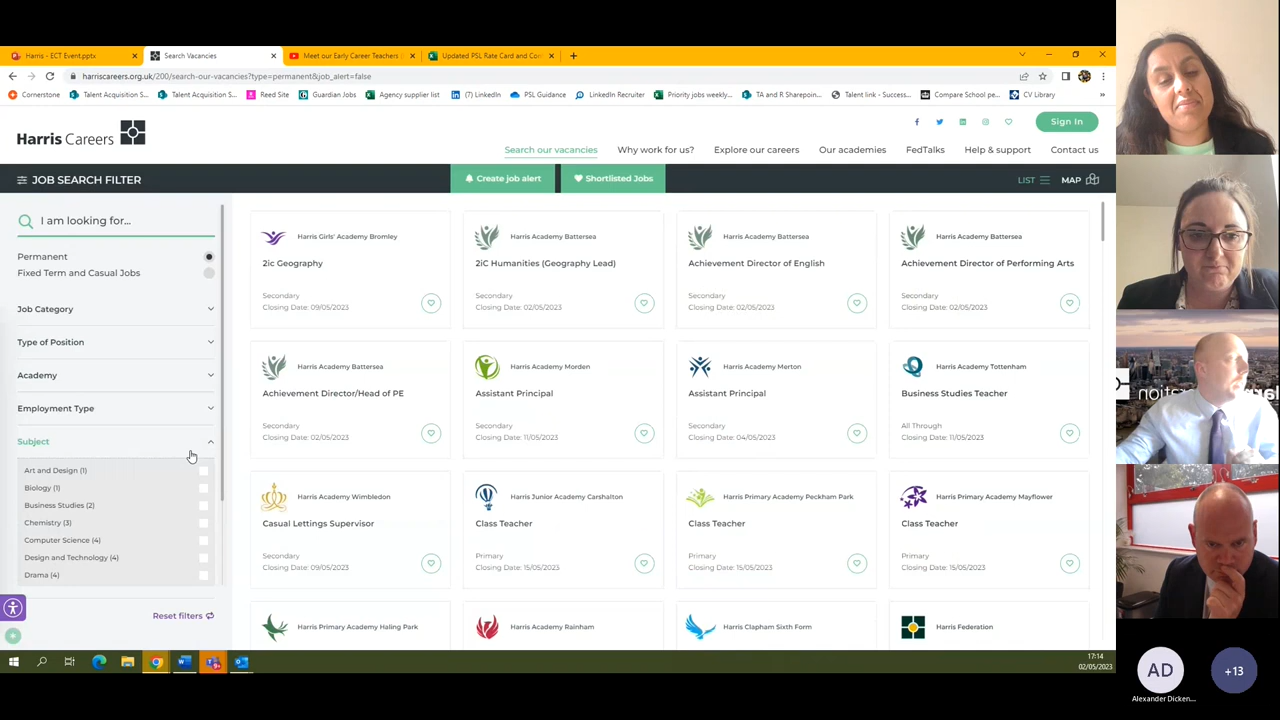 Harris - ECT Event.pptx
Search Vacancies
Meet our Early Career Teachers
Updated PSL Rate Card and Con
harriscareers.org.uk/200/search-our-vacancies?type=permanent&job_alert=false
Cornerstone
Talent Acquisition S...
Talent Acquisition S...
Reed Site
Guardian Jobs
Agency supplier list
(7) LinkedIn
PSL Guidance
LinkedIn Recruiter
Priority jobs weekly...
TA and R Sharepoin...
Talent link - Success...
Compare School pe...
CV Library
Harris Careers
Sign In
Search our vacancies
Why work for us?
Explore our careers
Our academies
FedTalks
Help & support
Contact us
JOB SEARCH FILTER
Create job alert
Shortlisted Jobs
LIST
MAP
I am looking for...
Permanent
Fixed Term and Casual Jobs
Job Category
Type of Position
Academy
Employment Type
Subject
Art and Design (1)
Biology (1)
Business Studies (2)
Chemistry (3)
Computer Science (4)
Design and Technology (4)
Drama (4)
Reset filters
Harris Girls' Academy Bromley
2ic Geography
Secondary
Closing Date: 09/05/2023
Harris Academy Battersea
2iC Humanities (Geography Lead)
Secondary
Closing Date: 02/05/2023
Harris Academy Battersea
Achievement Director of English
Secondary
Closing Date: 02/05/2023
Harris Academy Battersea
Achievement Director of Performing Arts
Secondary
Closing Date: 02/05/2023
Harris Academy Battersea
Achievement Director/Head of PE
Secondary
Closing Date: 02/05/2023
Harris Academy Morden
Assistant Principal
Secondary
Closing Date: 11/05/2023
Harris Academy Merton
Assistant Principal
Secondary
Closing Date: 04/05/2023
Harris Academy Tottenham
Business Studies Teacher
All Through
Closing Date: 11/05/2023
Harris Academy Wimbledon
Casual Lettings Supervisor
Secondary
Closing Date: 09/05/2023
Harris Junior Academy Carshalton
Class Teacher
Primary
Closing Date: 15/05/2023
Harris Primary Academy Peckham Park
Class Teacher
Primary
Closing Date: 15/05/2023
Harris Primary Academy Mayflower
Class Teacher
Primary
Closing Date: 15/05/2023
Harris Primary Academy Haling Park
Harris Academy Rainham
Harris Clapham Sixth Form
Harris Federation
17:14
02/05/2023
AD
+13
Alexander Dicken...